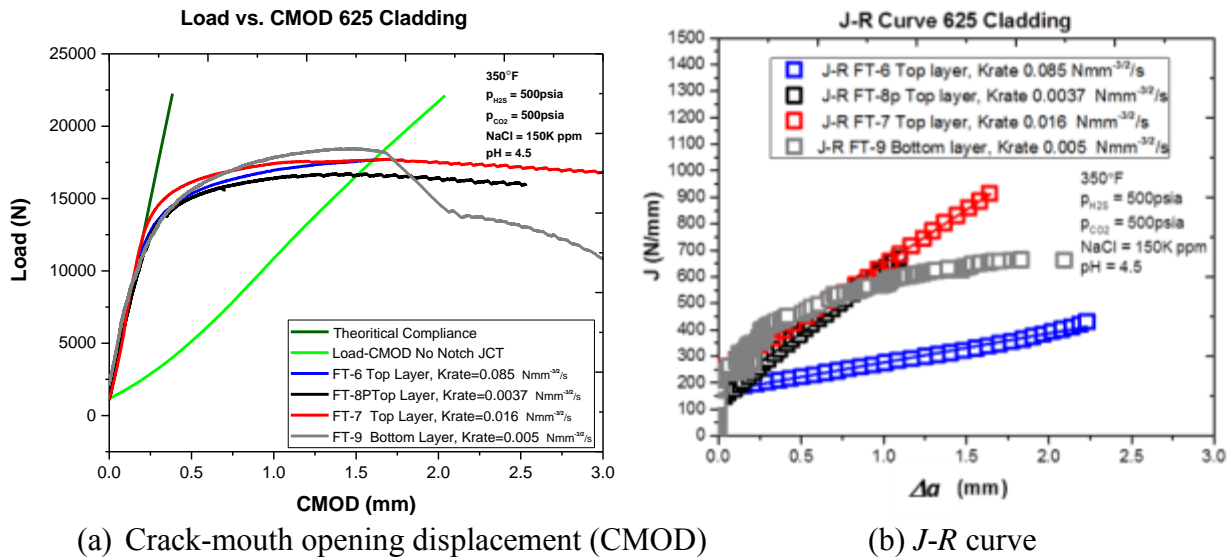 Load vs. CMOD 625 Cladding
25000
20000
15000
10000
5000
0
Load (N)
350°F
pH2S = 500psia
pCO2 = 500psia
NaCl = 150K ppm
pH = 4.5
Theoritical Compliance
Load-CMOD No Notch JCT
FT-6 Top Layer, Krate=0.085 Nmm-3/2/s
FT-8PTop Layer, Krate=0.0037 Nmm-3/2/s
FT-7 Top Layer, Krate=0.016 Nmm-3/2/s
FT-9 Bottom Layer, Krate=0.005 Nmm-3/2/s
0.0 0.5 1.0 1.5 2.0 2.5 3.0
CMOD (mm)
(a) Crack-mouth opening displacement (CMOD)
J-R Curve 625 Cladding
1500
1400
1300
1200
1100
1000
900
800
700
600
500
400
300
200
100
0
J (N/mm)
J-R FT-6 Top layer, Krate 0.085 Nmm-3/2/s
J-R FT-8p Top layer, Krate 0.0037 Nmm-3/2/s
J-R FT-7 Top layer, Krate 0.016 Nmm-3/2/s
J-R FT-9 Bottom layer, Krate 0.005 Nmm-3/2/s
350°F
pH2S = 500psia
pCO2 = 500psia
NaCl = 150K ppm
pH = 4.5
0.0 0.5 1.0 1.5 2.0 2.5
Δa (mm)
(b) J-R curve